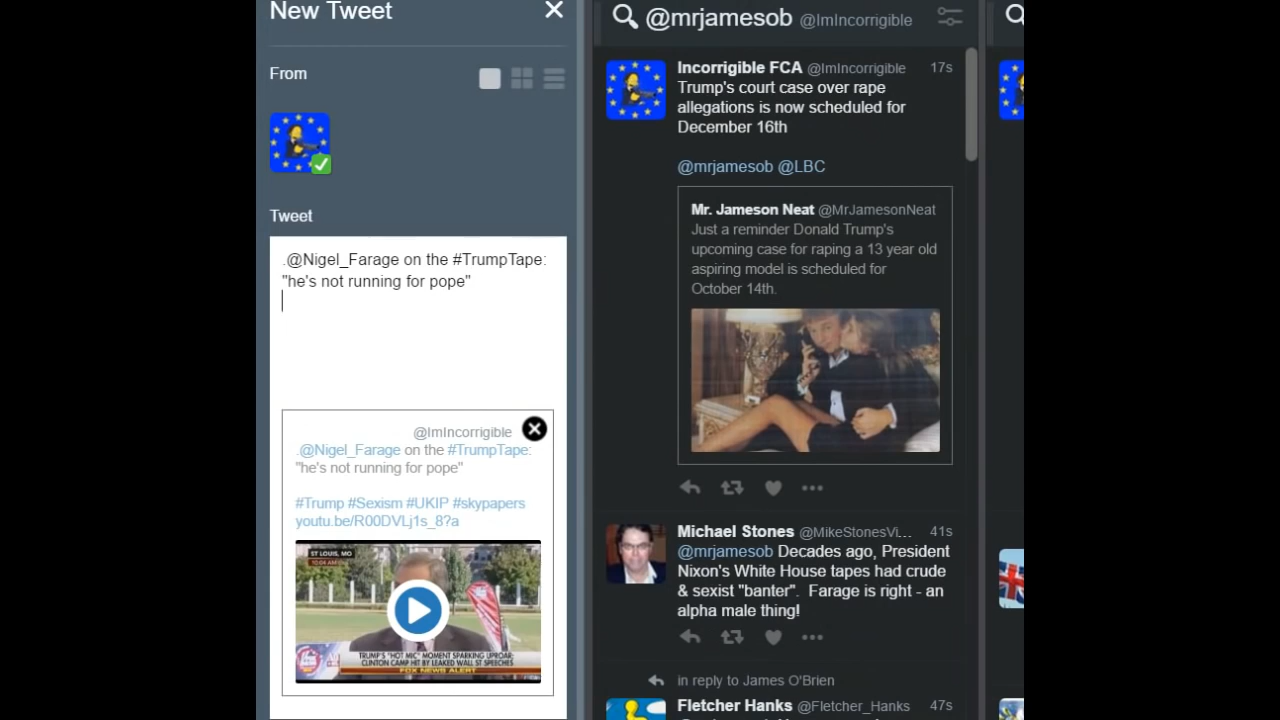 New Tweet
From
Tweet
.@Nigel_Farage on the #TrumpTape:
"he's not running for pope"
@ImIncorrigible
.@Nigel_Farage on the #TrumpTape:
"he's not running for pope"
#Trump #Sexism #UKIP #skypapers
youtu.be/R00DVLj1s_8?a
ST LOUIS, MO
10:04 AM
TRUMP'S "HOT MIC" MOMENT SPARKING UPROAR;
CLINTON CAMP HIT BY LEAKED WALL ST SPEECHES
FOX NEWS ALERT
@mrjamesob @ImIncorrigible
Incorrigible FCA @ImIncorrigible 17s
Trump's court case over rape
allegations is now scheduled for
December 16th
@mrjamesob @LBC
Mr. Jameson Neat @MrJamesonNeat
Just a reminder Donald Trump's
upcoming case for raping a 13 year old
aspiring model is scheduled for
October 14th.
Michael Stones @MikeStonesVi... 41s
@mrjamesob Decades ago, President
Nixon's White House tapes had crude
& sexist "banter". Farage is right - an
alpha male thing!
in reply to James O'Brien
Fletcher Hanks @Fletcher_Hanks 47s